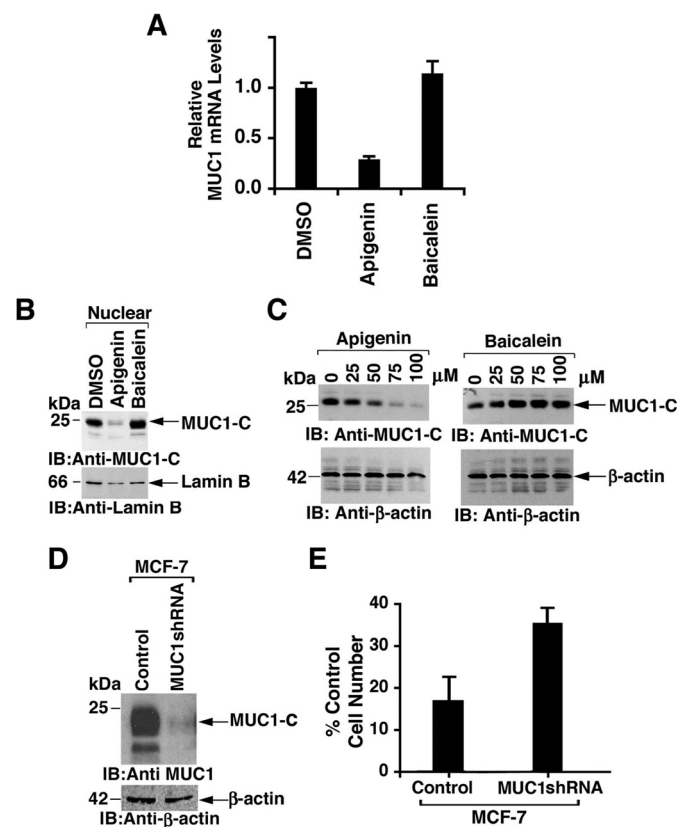 A
Relative
MUC1 mRNA Levels
1.0
0.5
0.0
DMSO
Apigenin
Baicalein
B
Nuclear
DMSO
Apigenin
Baicalein
kDa
25
MUC1-C
IB:Anti-MUC1-C
66
Lamin B
IB:Anti-Lamin B
C
Apigenin
Baicalein
kDa
0 25 50 75 100 μM
0 25 50 75 100 μM
25
MUC1-C
IB: Anti-MUC1-C
IB: Anti-MUC1-C
42
β-actin
IB: Anti-β-actin
IB: Anti-β-actin
D
MCF-7
Control
MUC1shRNA
kDa
25
MUC1-C
IB:Anti MUC1
42
β-actin
IB:Anti-β-actin
E
% Control
Cell Number
40
30
20
10
0
Control
MUC1shRNA
MCF-7